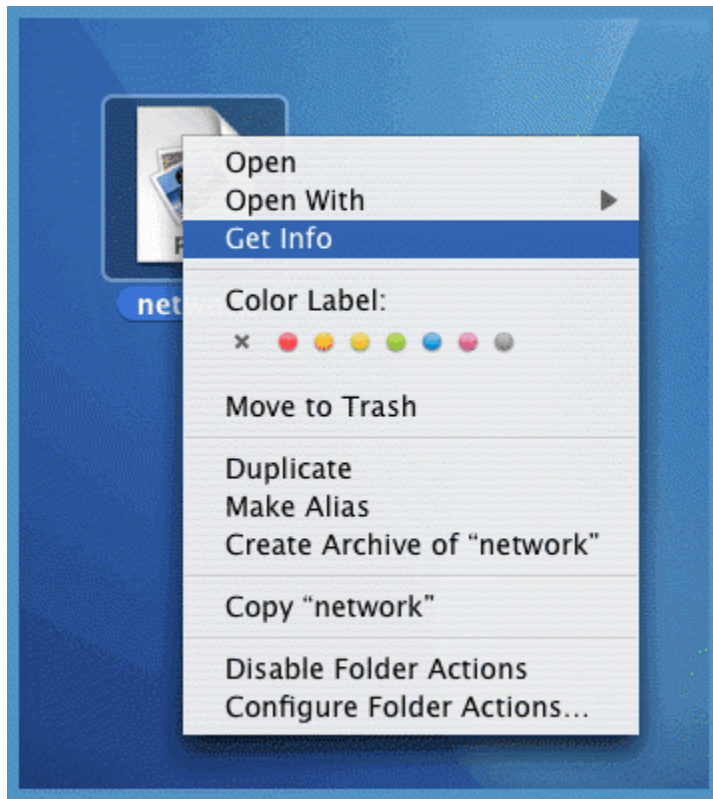 Open
Open With
Get Info
Color Label:
Move to Trash
Duplicate
Make Alias
Create Archive of “network”
Copy “network”
Disable Folder Actions
Configure Folder Actions...